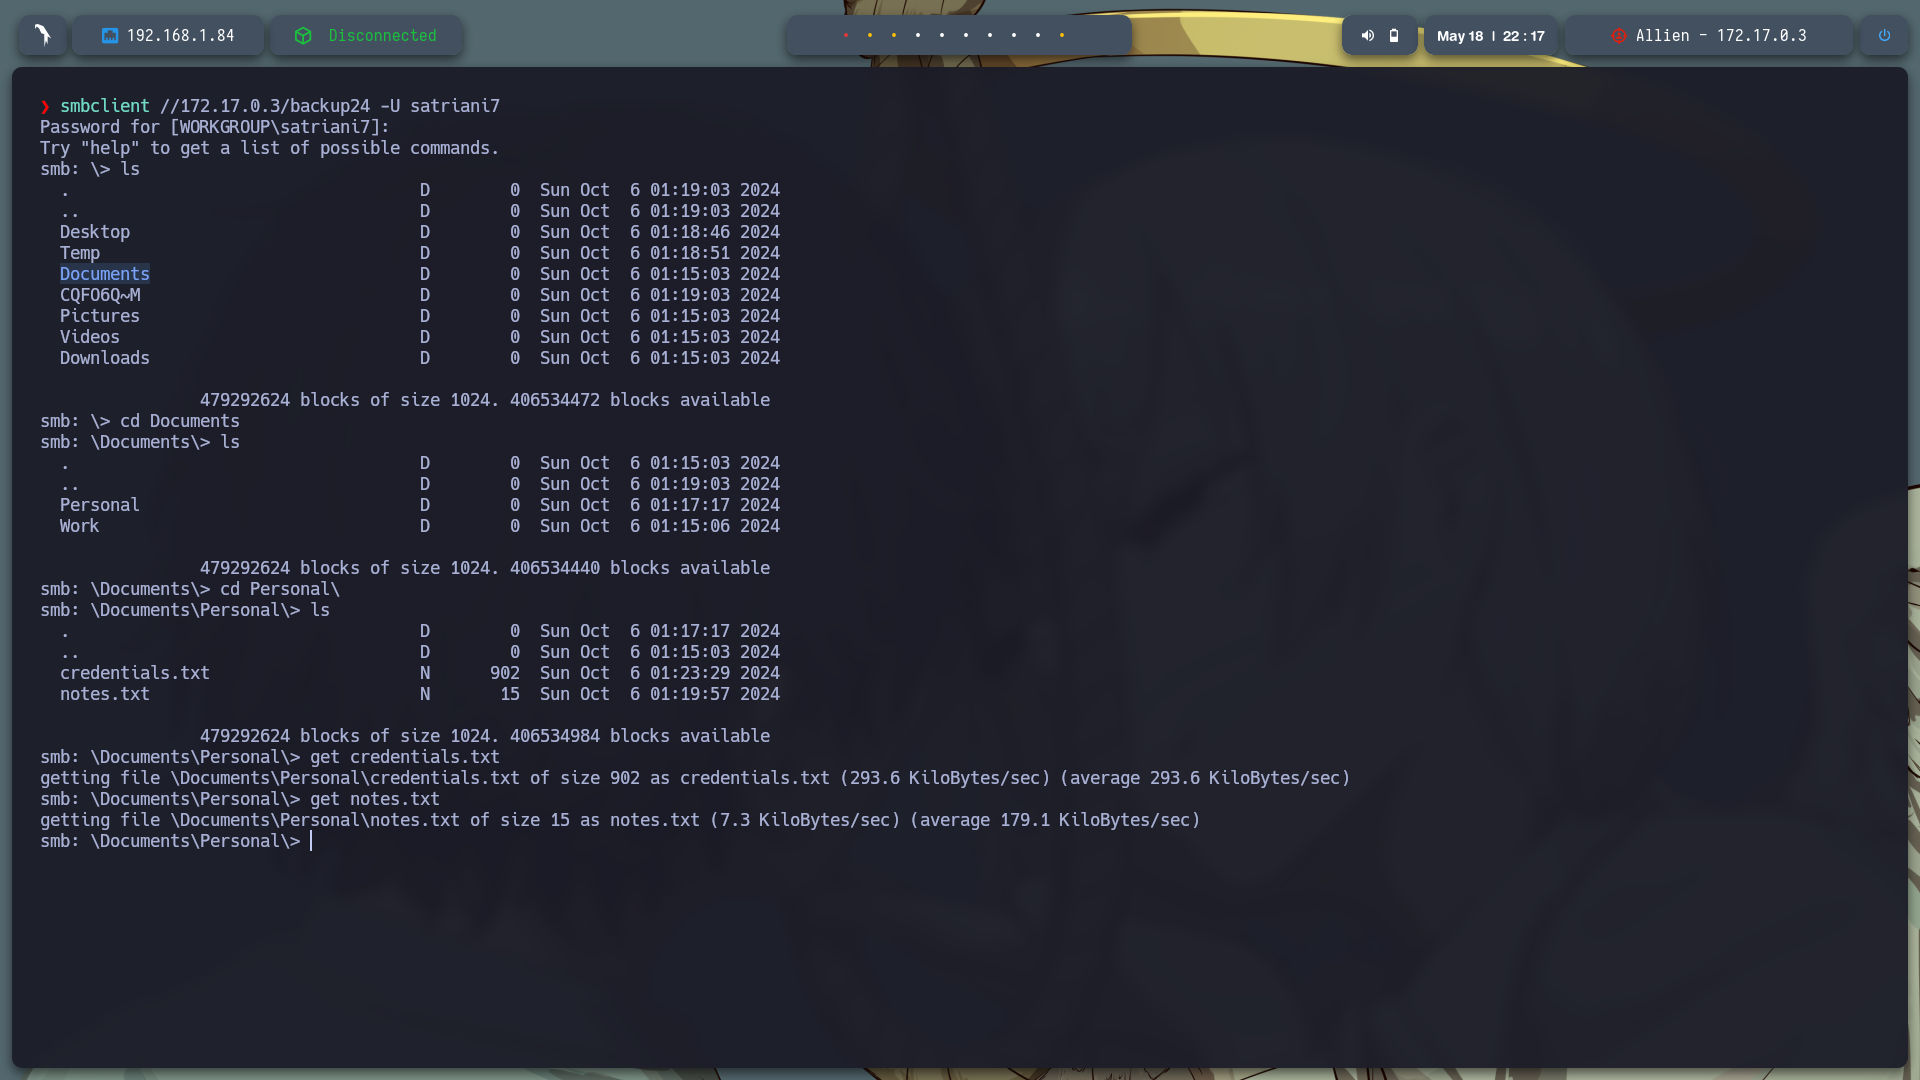 192.168.1.84
Disconnected
May 18 | 22 : 17
Allien - 172.17.0.3
❯ smbclient //172.17.0.3/backup24 -U satriani7
Password for [WORKGROUP\satriani7]:
Try "help" to get a list of possible commands.
smb: \> ls
  .                                   D        0  Sun Oct  6 01:19:03 2024
  ..                                  D        0  Sun Oct  6 01:19:03 2024
  Desktop                             D        0  Sun Oct  6 01:18:46 2024
  Temp                                D        0  Sun Oct  6 01:18:51 2024
  Documents                           D        0  Sun Oct  6 01:15:03 2024
  CQFO6Q~M                            D        0  Sun Oct  6 01:19:03 2024
  Pictures                            D        0  Sun Oct  6 01:15:03 2024
  Videos                              D        0  Sun Oct  6 01:15:03 2024
  Downloads                           D        0  Sun Oct  6 01:15:03 2024
                479292624 blocks of size 1024. 406534472 blocks available
smb: \> cd Documents
smb: \Documents\> ls
  .                                   D        0  Sun Oct  6 01:15:03 2024
  ..                                  D        0  Sun Oct  6 01:19:03 2024
  Personal                            D        0  Sun Oct  6 01:17:17 2024
  Work                                D        0  Sun Oct  6 01:15:06 2024
                479292624 blocks of size 1024. 406534440 blocks available
smb: \Documents\> cd Personal\
smb: \Documents\Personal\> ls
  .                                   D        0  Sun Oct  6 01:17:17 2024
  ..                                  D        0  Sun Oct  6 01:15:03 2024
  credentials.txt                     N      902  Sun Oct  6 01:23:29 2024
  notes.txt                           N       15  Sun Oct  6 01:19:57 2024
                479292624 blocks of size 1024. 406534984 blocks available
smb: \Documents\Personal\> get credentials.txt
getting file \Documents\Personal\credentials.txt of size 902 as credentials.txt (293.6 KiloBytes/sec) (average 293.6 KiloBytes/sec)
smb: \Documents\Personal\> get notes.txt
getting file \Documents\Personal\notes.txt of size 15 as notes.txt (7.3 KiloBytes/sec) (average 179.1 KiloBytes/sec)
smb: \Documents\Personal\>